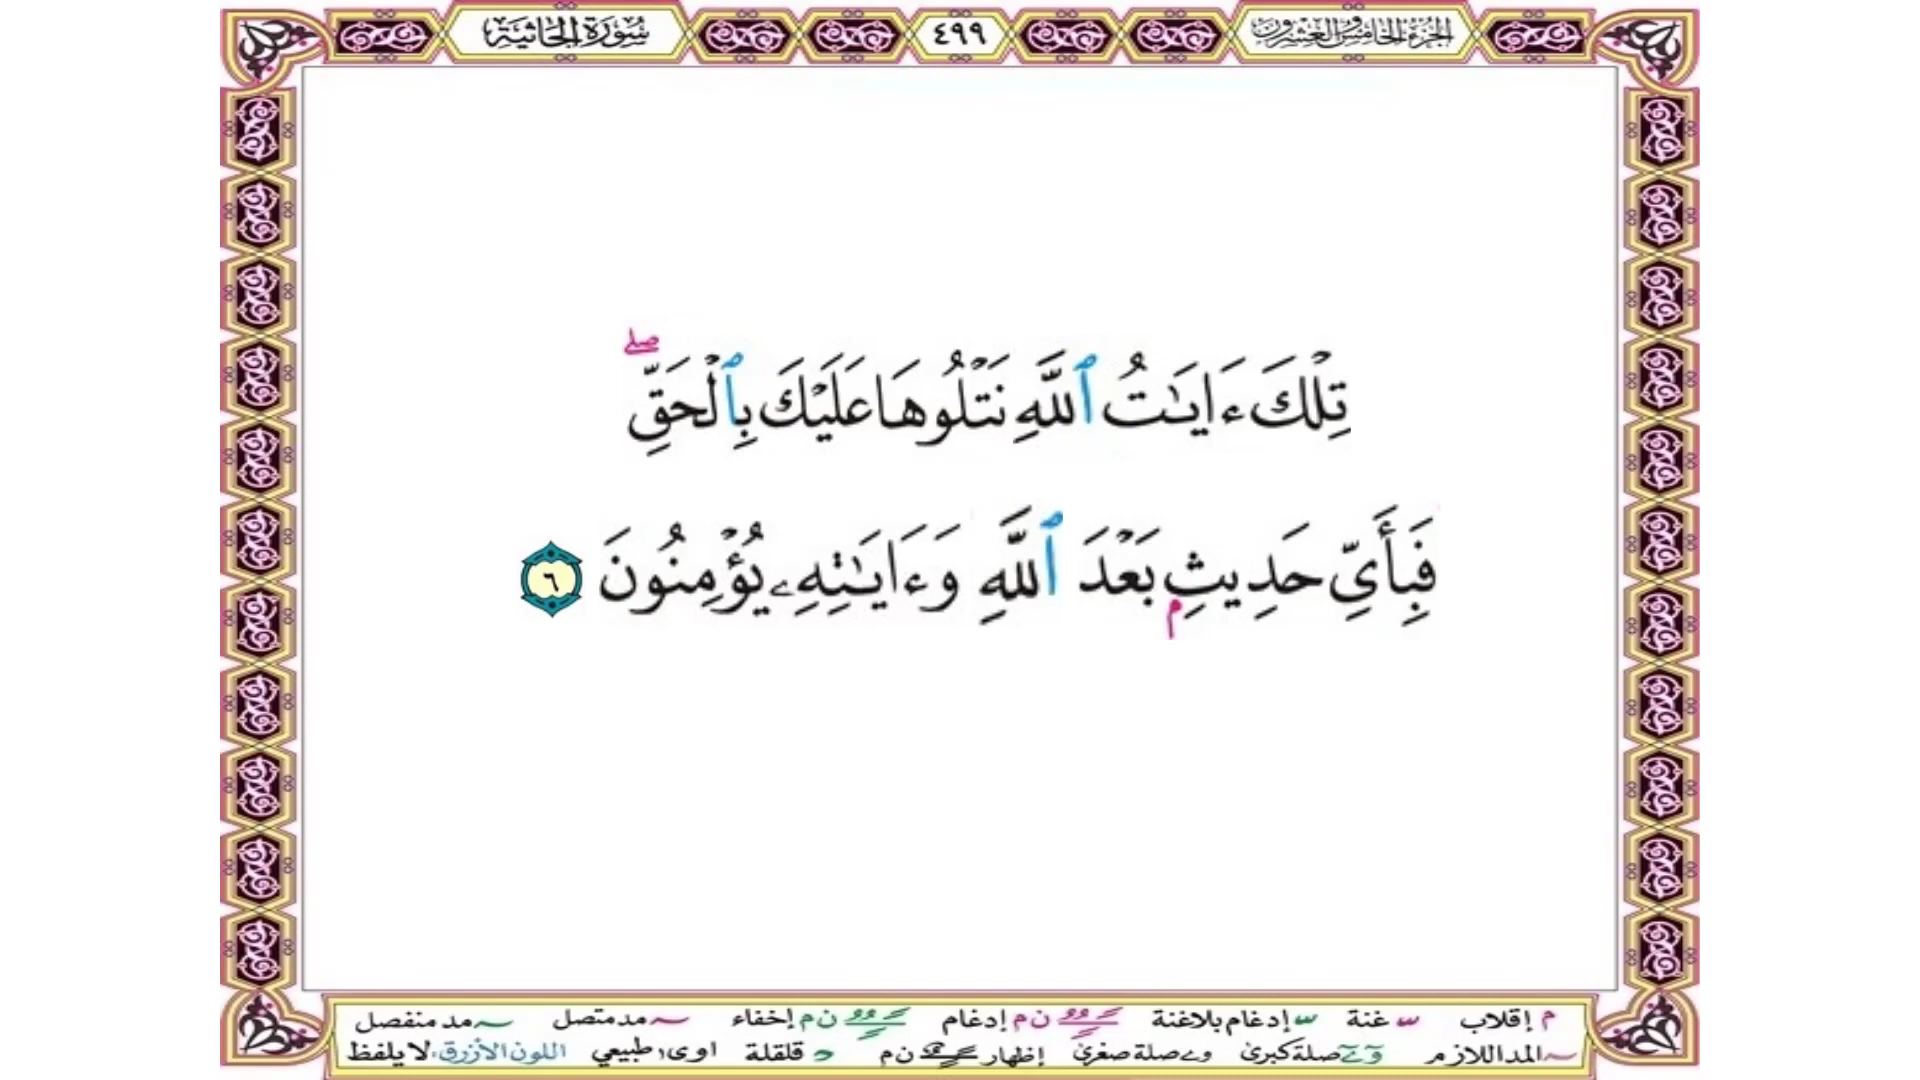 الجزء الخامس والعشرون
٤٩٩
سورة الجاثية
تِلْكَ ءَايَٰتُ ٱللَّهِ نَتْلُوهَا عَلَيْكَ بِٱلْحَقِّ ۖ
فَبِأَيِّ حَدِيثٍۭ بَعْدَ ٱللَّهِ وَءَايَٰتِهِۦ يُؤْمِنُونَ ٦
م إقلاب غنة إدغام بلاغنة ن م إدغام ن م إخفاء مد متصل مد منفصل
المد اللازم صلة كبرى صلة صغرى إظهار ن م قلقلة اوى طبيعي اللون الأزرق: لا يلفظ